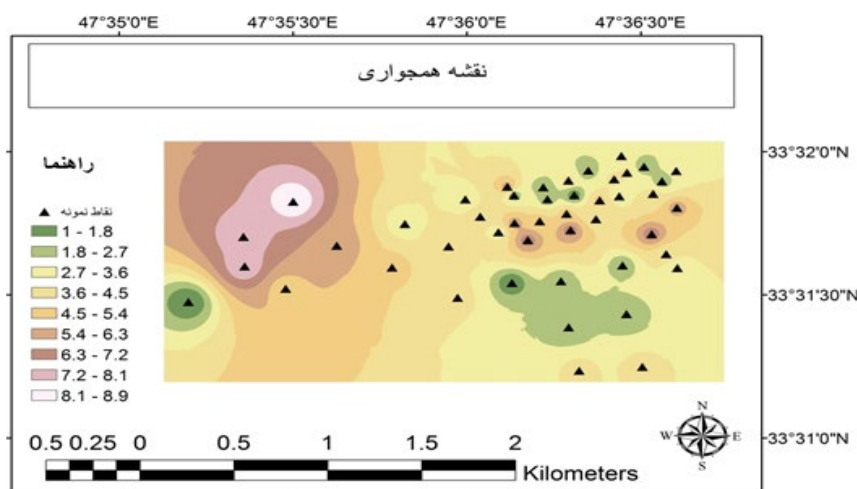 47°35'0"E 47°35'30"E 47°36'0"E 47°36'30"E
نقشه همجواری
راهنما
نقاط نمونه
1 - 1.8
1.8 - 2.7
2.7 - 3.6
3.6 - 4.5
4.5 - 5.4
5.4 - 6.3
6.3 - 7.2
7.2 - 8.1
8.1 - 8.9
33°32'0"N
33°31'30"N
33°31'0"N
N
W E
S
0.5 0.25 0 0.5 1 1.5 2
Kilometers